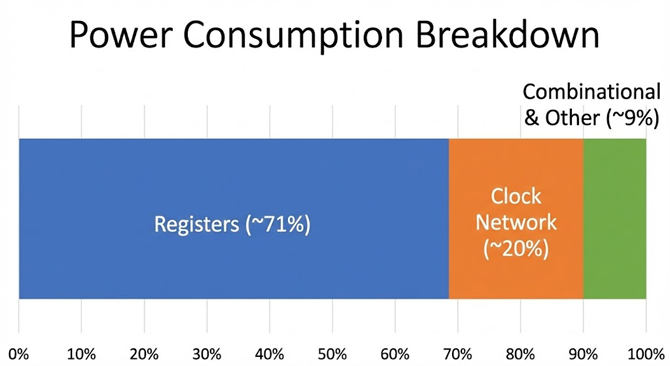 Power Consumption Breakdown
Combinational
& Other (~9%)
Registers (~71%)
Clock
Network
(~20%)
0% 10% 20% 30% 40% 50% 60% 70% 80% 90% 100%